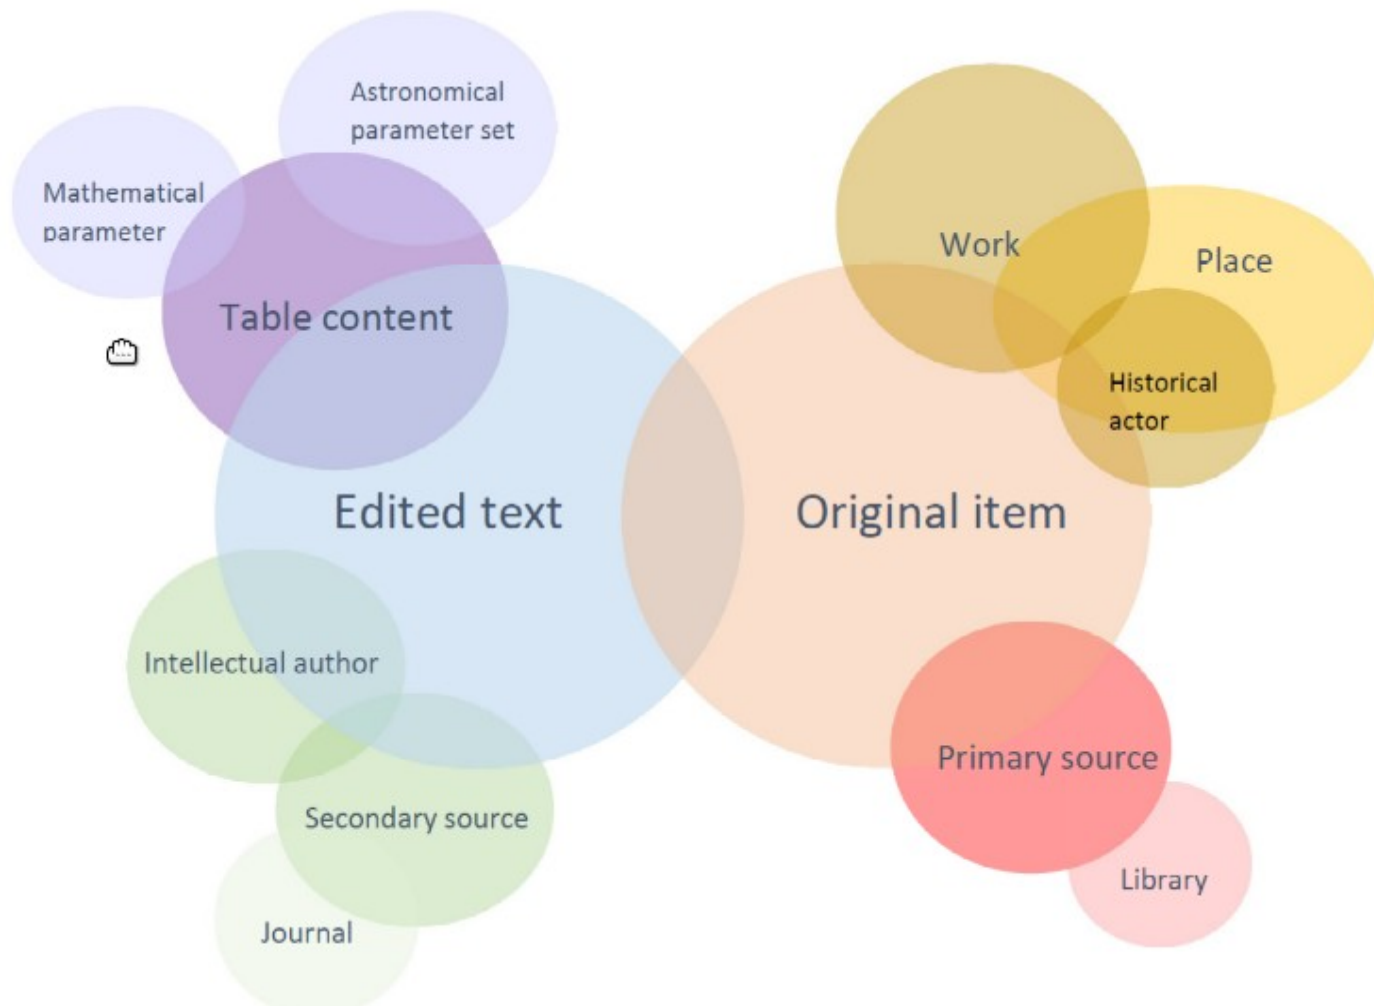 Astronomical
parameter set
Mathematical
parameter
Work
Place
Table content
Historical
actor
Edited text
Original item
Intellectual author
Primary source
Secondary source
Library
Journal